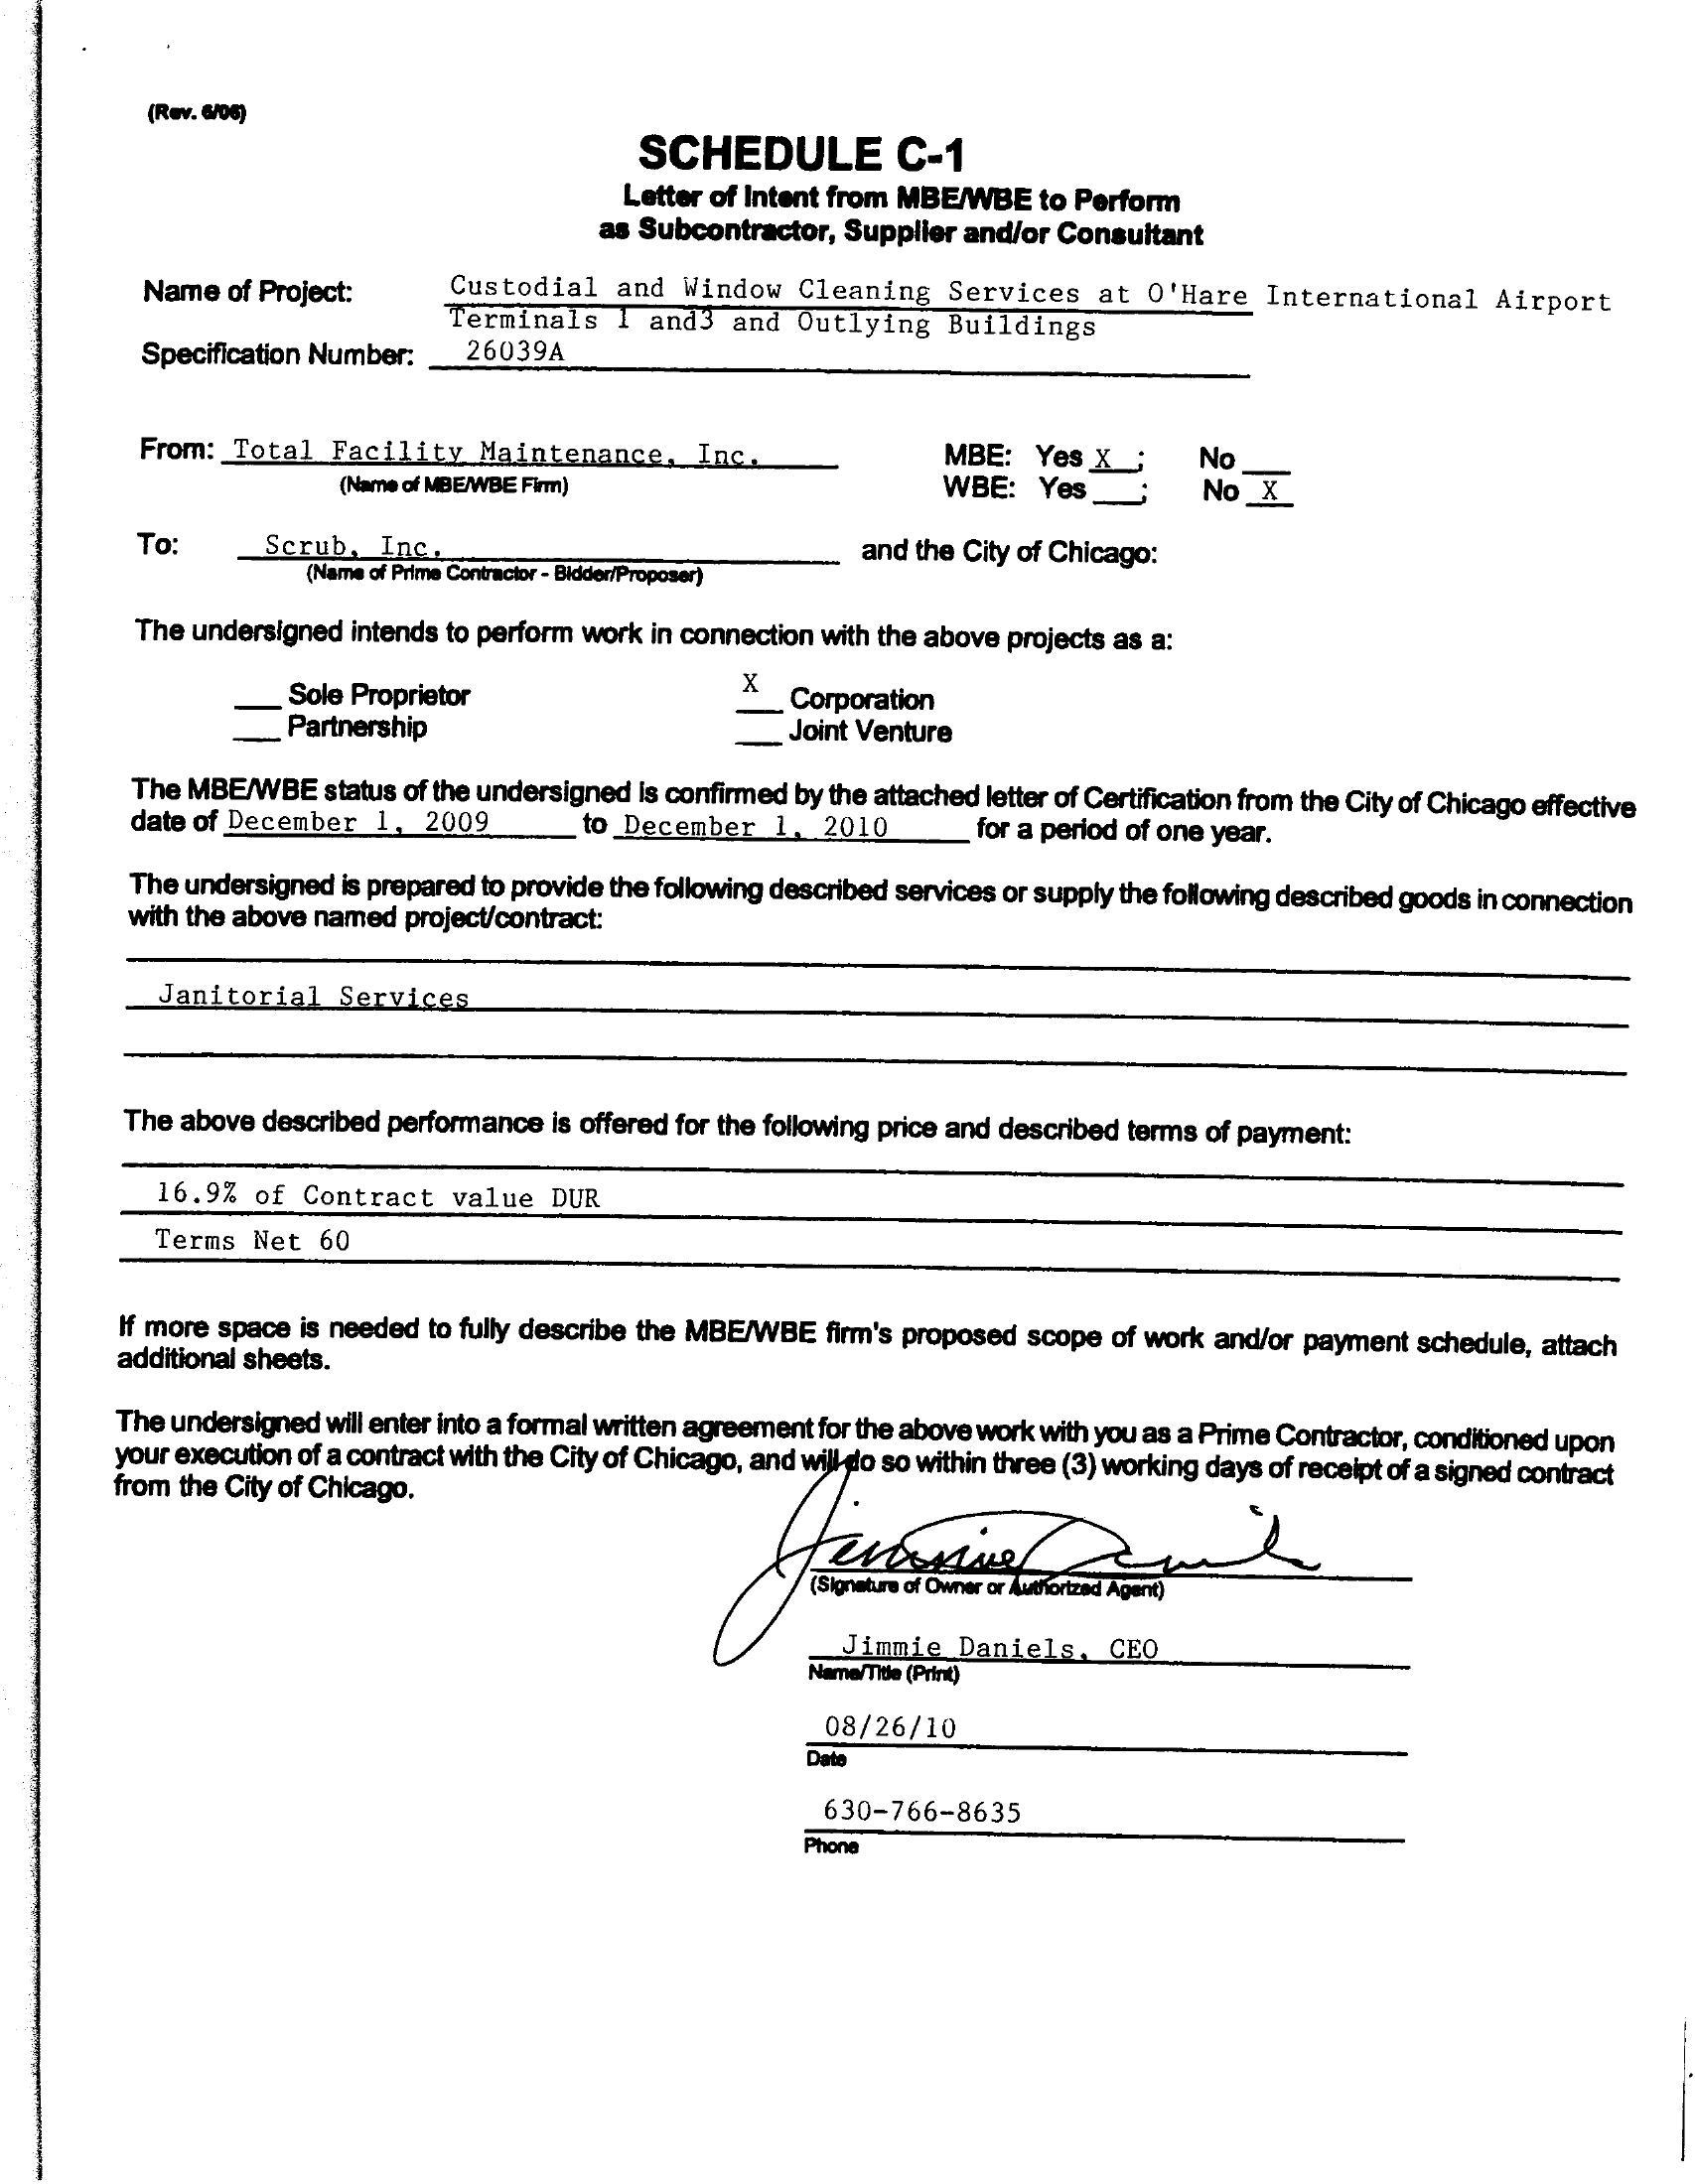 (Rev. 6/06)
SCHEDULE C-1
Letter of Intent from MBE/WBE to Perform
as Subcontractor, Supplier and/or Consultant
Name of Project: Custodial and Window Cleaning Services at O'Hare International Airport
Terminals 1 and3 and Outlying Buildings
Specification Number: 26039A
From: Total Facility Maintenance, Inc. MBE: Yes X ; No
(Name of MBE/WBE Firm) WBE: Yes ; No X
To: Scrub, Inc. and the City of Chicago:
(Name of Prime Contractor - Bidder/Proposer)
The undersigned intends to perform work in connection with the above projects as a:
Sole Proprietor X Corporation
Partnership Joint Venture
The MBE/WBE status of the undersigned is confirmed by the attached letter of Certification from the City of Chicago effective
date of December 1, 2009 to December 1, 2010 for a period of one year.
The undersigned is prepared to provide the following described services or supply the following described goods in connection
with the above named project/contract:
Janitorial Services
The above described performance is offered for the following price and described terms of payment:
16.9% of Contract value DUR
Terms Net 60
If more space is needed to fully describe the MBE/WBE firm's proposed scope of work and/or payment schedule, attach
additional sheets.
The undersigned will enter into a formal written agreement for the above work with you as a Prime Contractor, conditioned upon
your execution of a contract with the City of Chicago, and will do so within three (3) working days of receipt of a signed contract
from the City of Chicago.
Jimmie Daniels
(Signature of Owner or Authorized Agent)
Jimmie Daniels, CEO
Name/Title (Print)
08/26/10
Date
630-766-8635
Phone